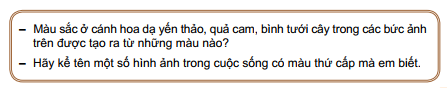 – Màu sắc ở cánh hoa dạ yến thảo, quả cam, bình tưới cây trong các bức ảnh
trên được tạo ra từ những màu nào?
– Hãy kể tên một số hình ảnh trong cuộc sống có màu thứ cấp mà em biết.